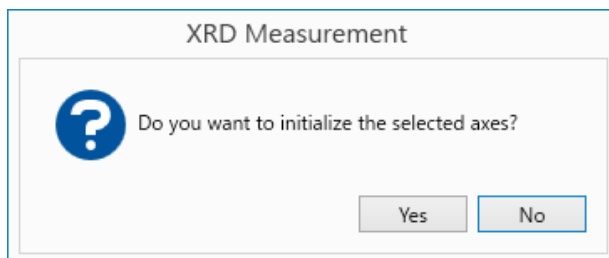 XRD Measurement
Do you want to initialize the selected axes?
Yes No